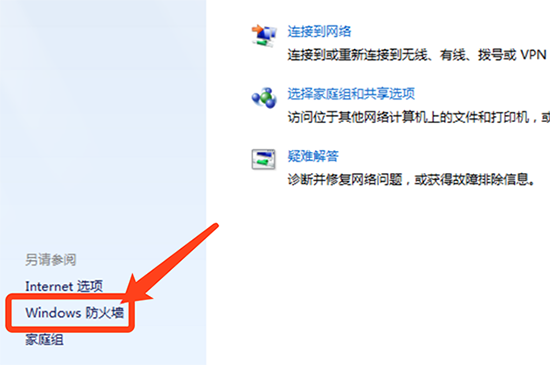 连接到网络
连接到或重新连接到无线、有线、拨号或 VPN
选择家庭组和共享选项
访问位于其他网络计算机上的文件和打印机，或
疑难解答
诊断并修复网络问题，或获得故障排除信息。
另请参阅
Internet 选项
Windows 防火墙
家庭组